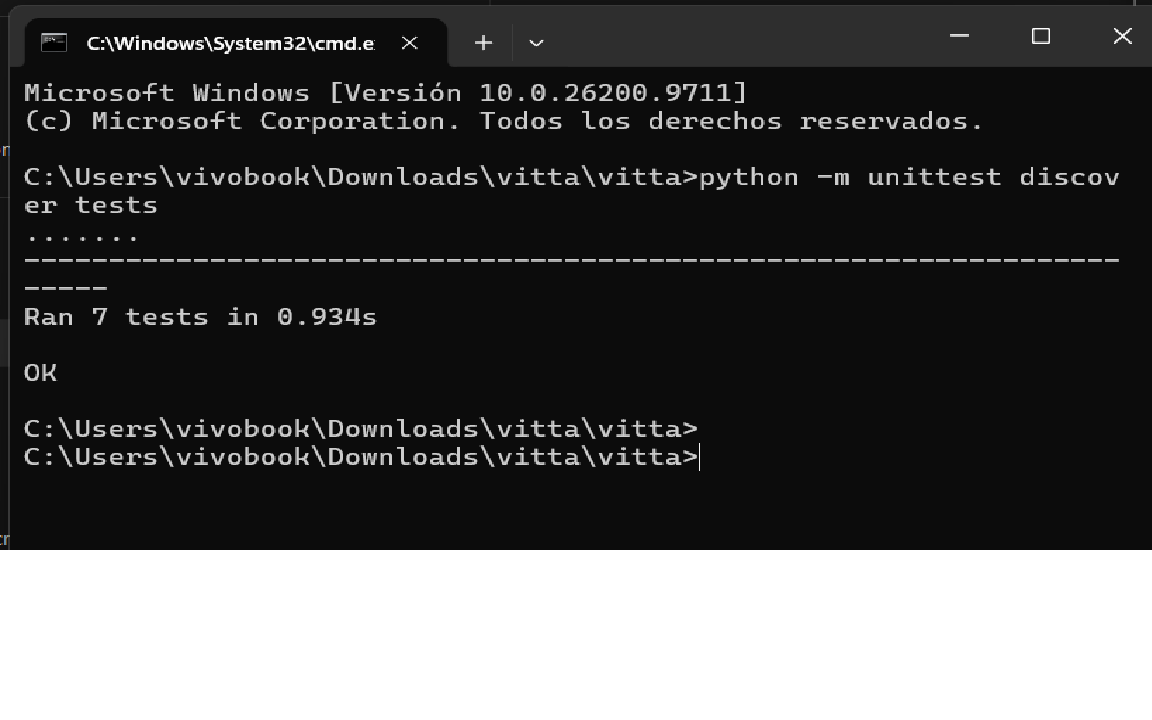 C:\Windows\System32\cmd.e
Microsoft Windows [Versión 10.0.26200.9711]
(c) Microsoft Corporation. Todos los derechos reservados.
C:\Users\vivobook\Downloads\vitta\vitta>python -m unittest discov
er tests
.......
-----------------------------------------------------------------
-----
Ran 7 tests in 0.934s
OK
C:\Users\vivobook\Downloads\vitta\vitta>
C:\Users\vivobook\Downloads\vitta\vitta>